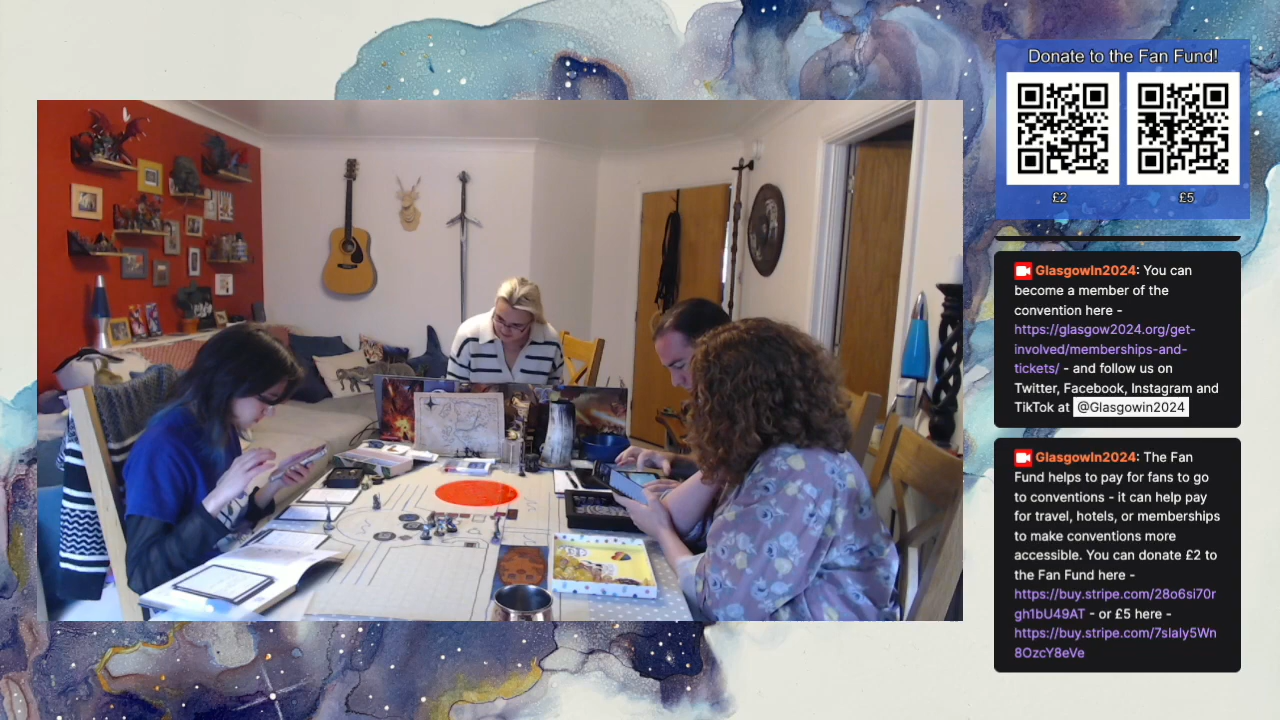 Donate to the Fan Fund!
£2 £5
GlasgowIn2024: You can
become a member of the
convention here -
https://glasgow2024.org/get-
involved/memberships-and-
tickets/ - and follow us on
Twitter, Facebook, Instagram and
TikTok at @Glasgowin2024
GlasgowIn2024: The Fan
Fund helps to pay for fans to go
to conventions - it can help pay
for travel, hotels, or memberships
to make conventions more
accessible. You can donate £2 to
the Fan Fund here -
https://buy.stripe.com/28o6si70r
gh1bU49AT - or £5 here -
https://buy.stripe.com/7sIaIy5Wn
8OzcY8eVe